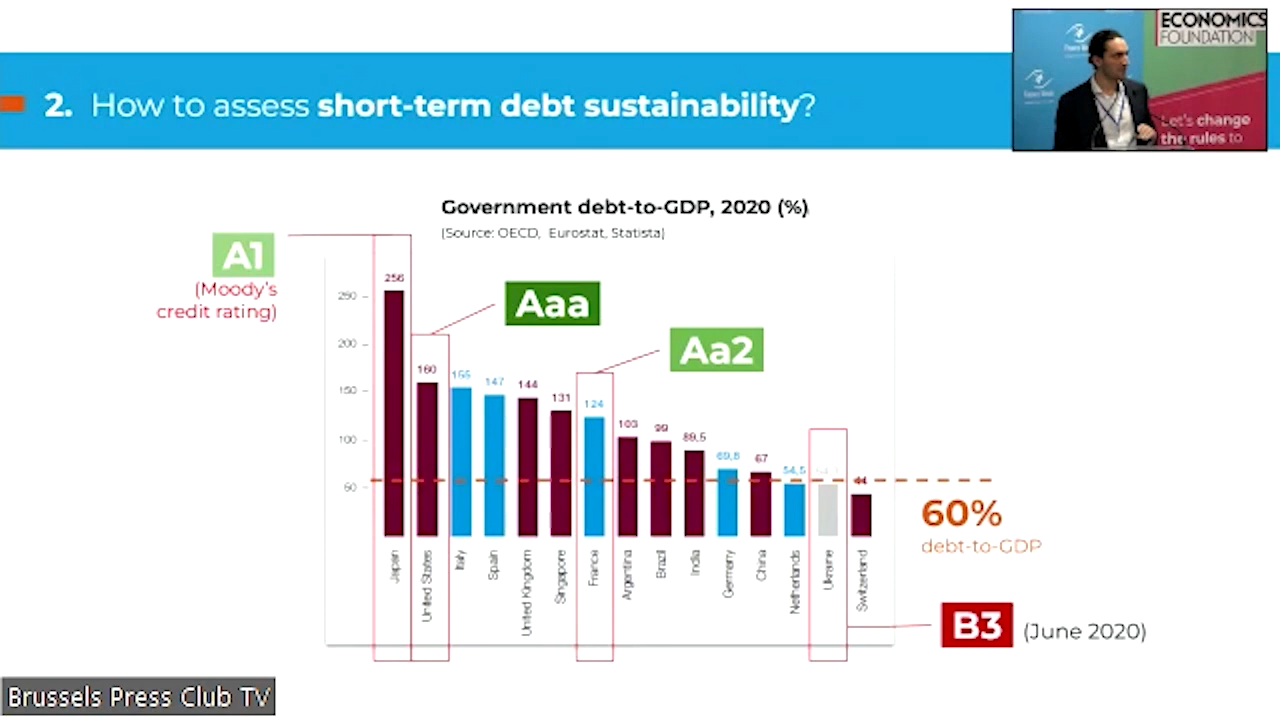 ECONOMICS
FOUNDATION
Let's change
the rules to
2. How to assess short-term debt sustainability?
Government debt-to-GDP, 2020 (%)
(Source: OECD, Eurostat, Statista)
A1
(Moody's
credit rating)
Aaa
Aa2
250
200
150
100
50
256
160
155
147
144
131
124
103
99
89,5
69,8
67
54,5
44
Japan
United States
Italy
Spain
United Kingdom
Singapore
France
Argentina
Brazil
India
Germany
China
Netherlands
Ukraine
Switzerland
60%
debt-to-GDP
B3 (June 2020)
Brussels Press Club TV